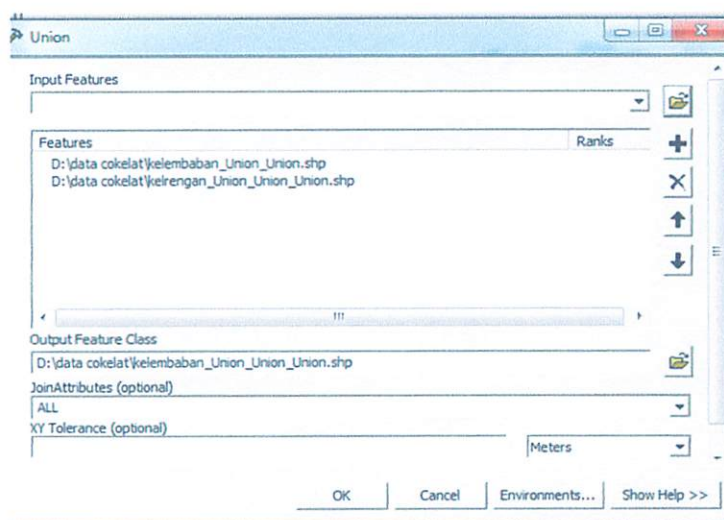 Union
Input Features
Features Ranks
D:\data cokelat\kelembaban_Union_Union.shp
D:\data cokelat\kelrengan_Union_Union_Union.shp
Output Feature Class
D:\data cokelat\kelembaban_Union_Union_Union.shp
JoinAttributes (optional)
ALL
XY Tolerance (optional)
Meters
OK Cancel Environments... Show Help >>